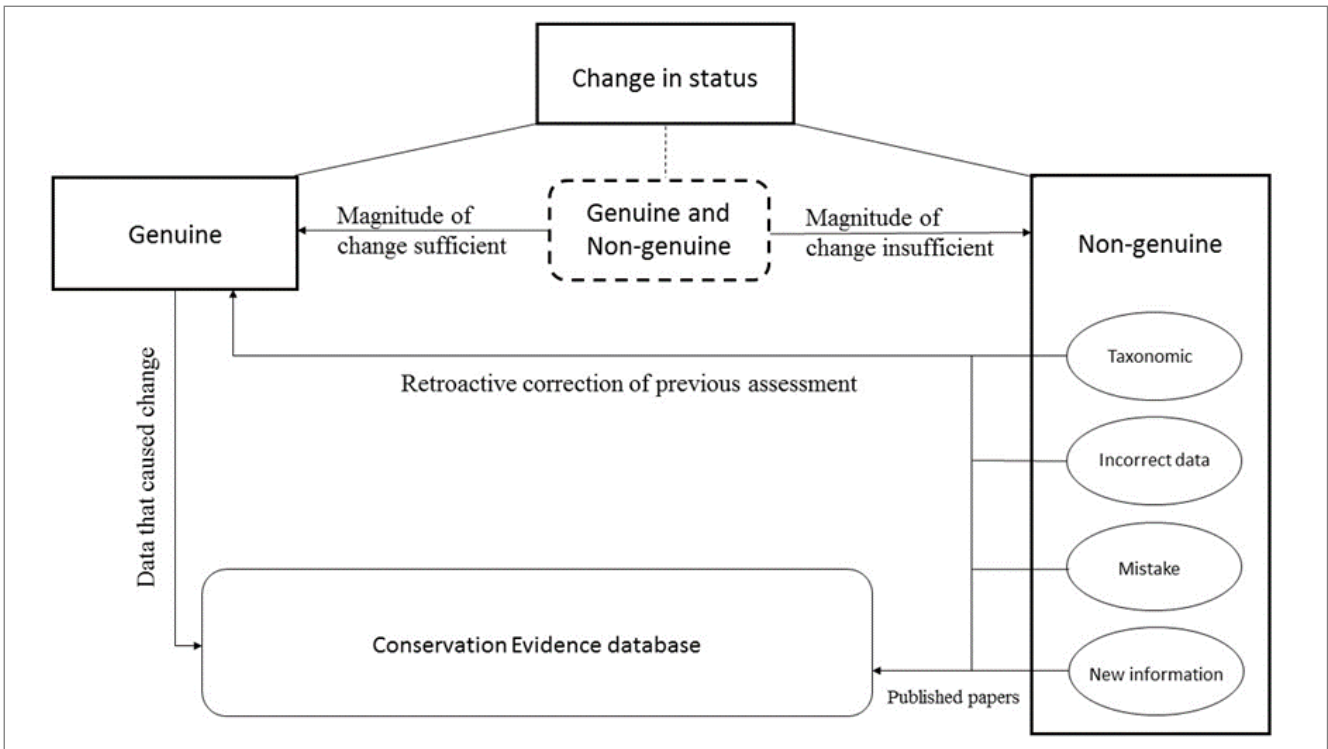 Change in status
Genuine
Magnitude of
change sufficient
Genuine and
Non-genuine
Magnitude of
change insufficient
Non-genuine
Taxonomic
Retroactive correction of previous assessment
Data that caused change
Incorrect data
Mistake
Conservation Evidence database
New information
Published papers